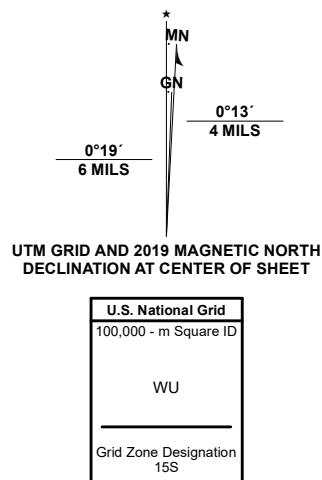 MN
GN
0°13´
4 MILS
0°19´
6 MILS
UTM GRID AND 2019 MAGNETIC NORTH
DECLINATION AT CENTER OF SHEET
U.S. National Grid
100,000 - m Square ID
WU
Grid Zone Designation
15S